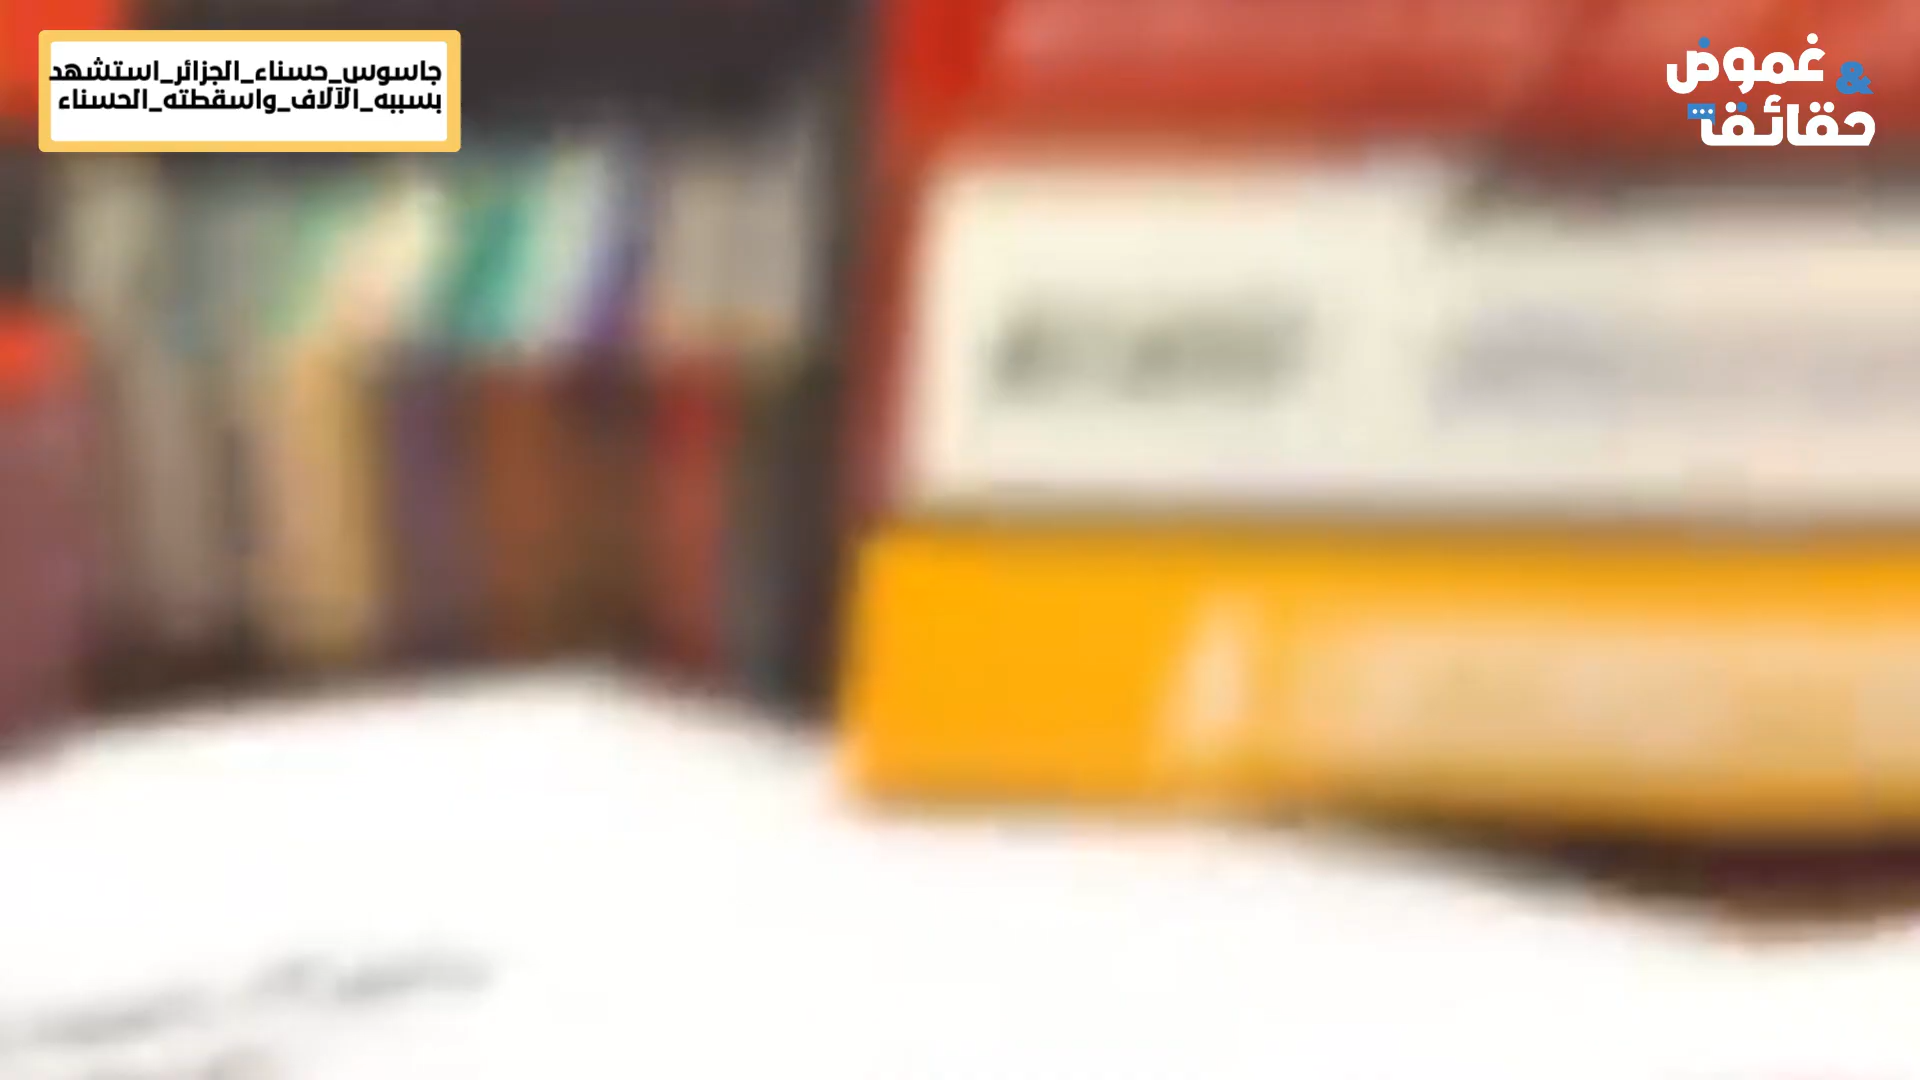 جاسوس_حسناء_الجزائر_استشهد
بسببه_الآلاف_واسقطته_الحسناء
غموض &
حقائق